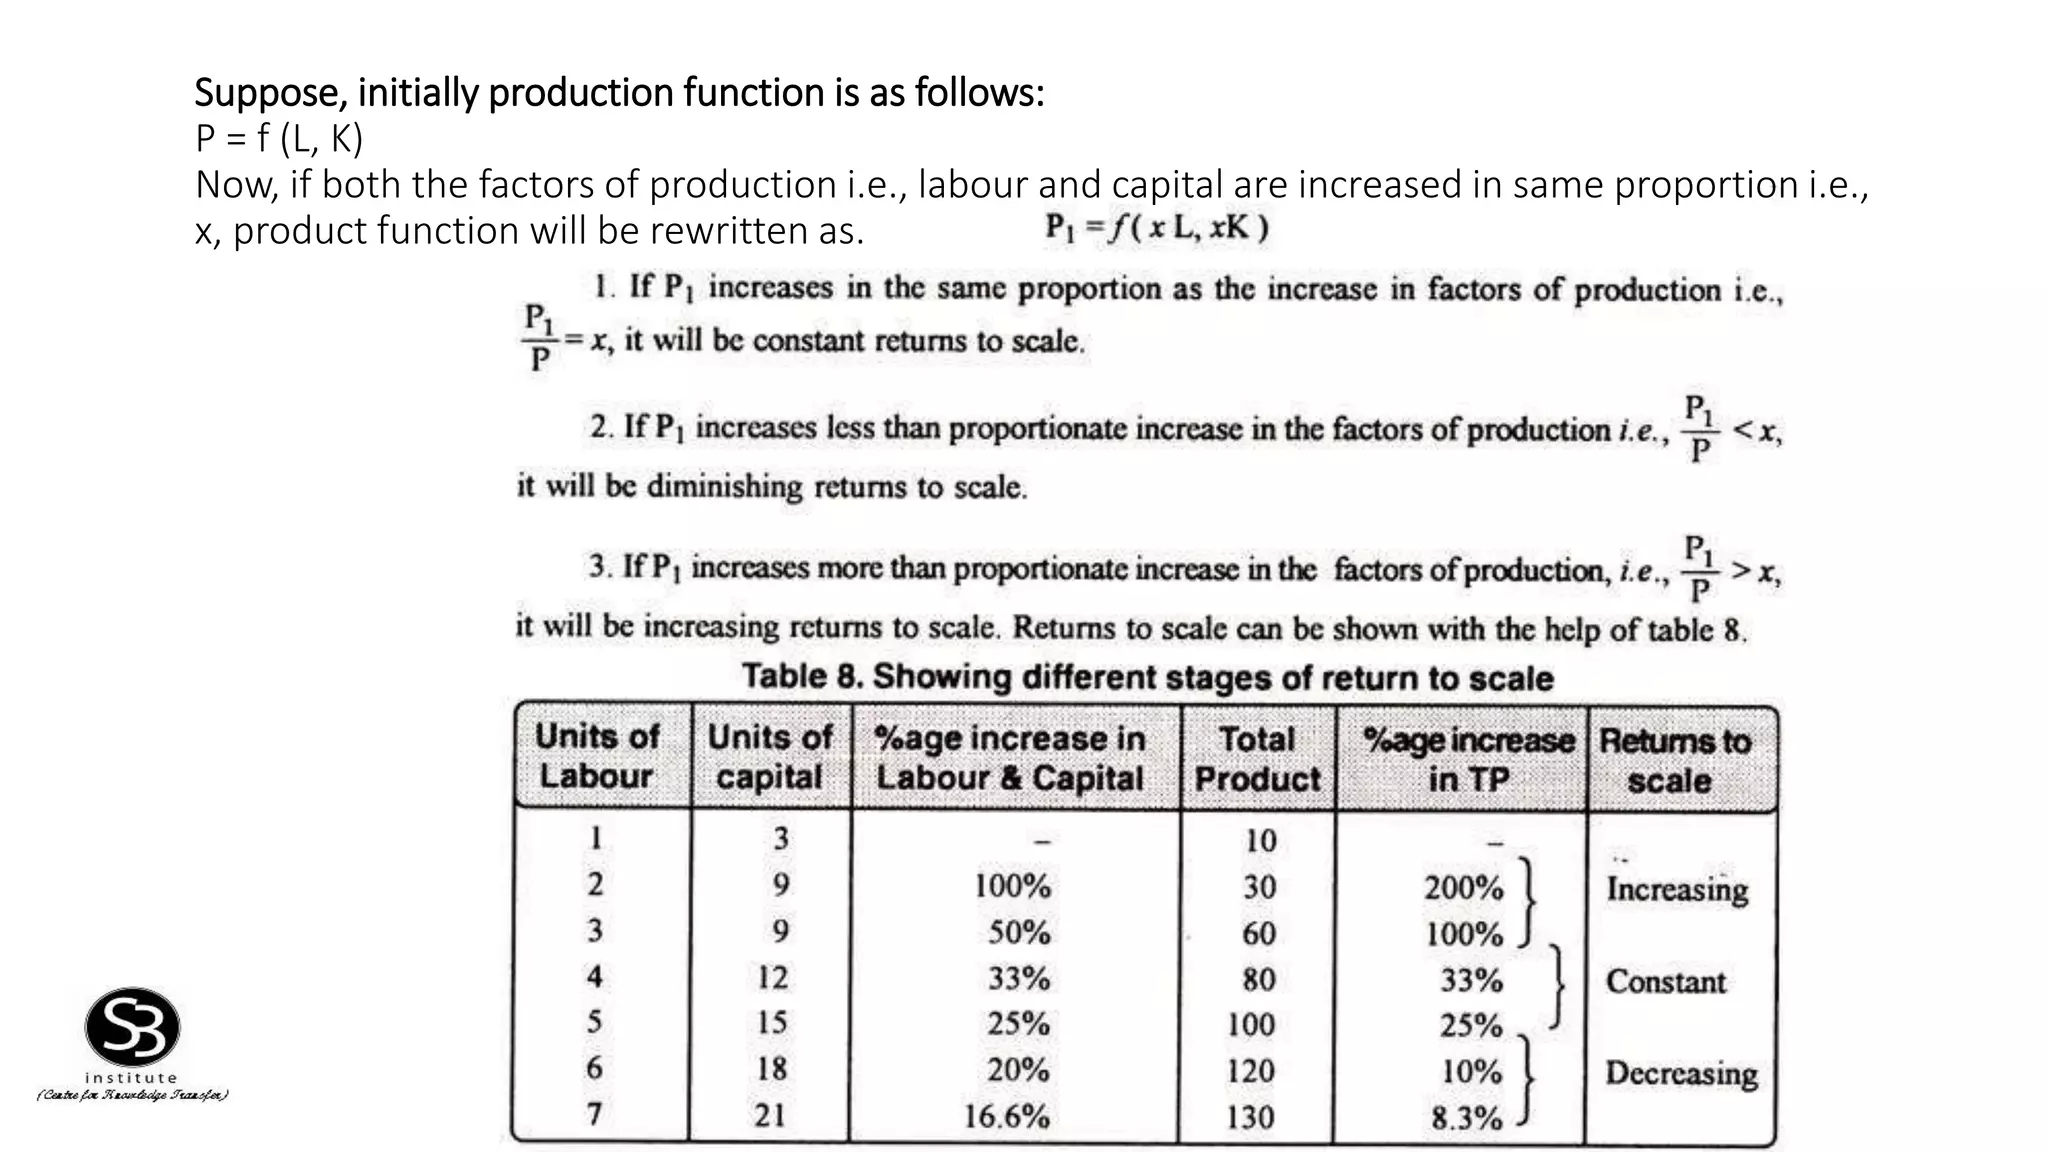 Suppose, initially production function is as follows:
P = f (L, K)
Now, if both the factors of production i.e., labour and capital are increased in same proportion i.e.,
x, product function will be rewritten as. P₁ = f( x L, xK )
1. If P₁ increases in the same proportion as the increase in factors of production i.e.,
P₁/P = x, it will be constant returns to scale.
2. If P₁ increases less than proportionate increase in the factors of production i.e., P₁/P < x,
it will be diminishing returns to scale.
3. If P₁ increases more than proportionate increase in the factors of production, i.e., P₁/P > x,
it will be increasing returns to scale. Returns to scale can be shown with the help of table 8.
Table 8. Showing different stages of return to scale
Units of Labour | Units of capital | %age increase in Labour & Capital | Total Product | %age increase in TP | Returns to scale
1 3 – 10 –
2 9 100% 30 200% Increasing
3 9 50% 60 100%
4 12 33% 80 33% Constant
5 15 25% 100 25%
6 18 20% 120 10% Decreasing
7 21 16.6% 130 8.3%
SB
institute
(Centre for Knowledge Transfer)